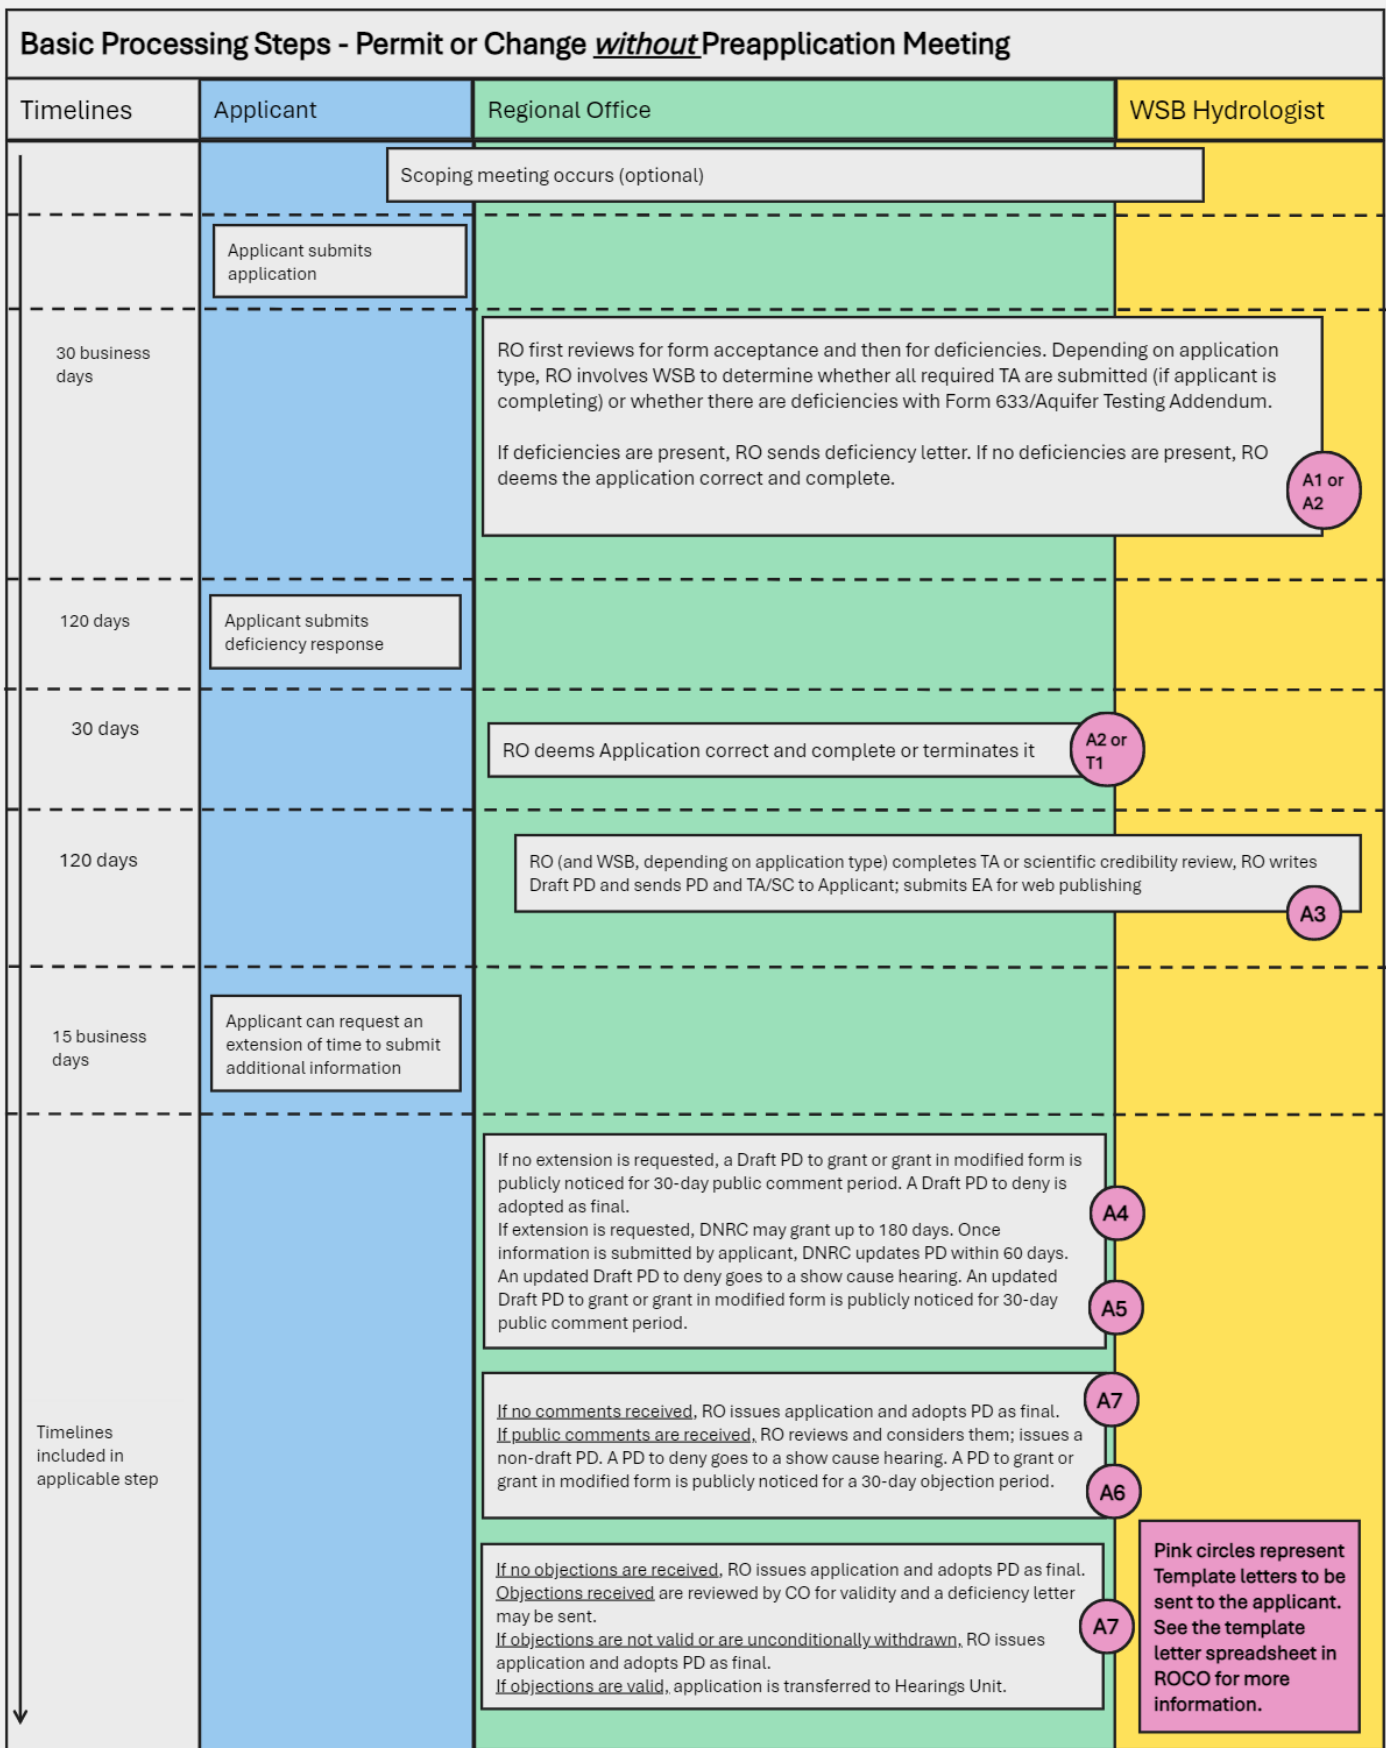 Basic Processing Steps - Permit or Change without Preapplication Meeting
Timelines
Applicant
Regional Office
WSB Hydrologist
Scoping meeting occurs (optional)
Applicant submits
application
30 business
days
RO first reviews for form acceptance and then for deficiencies. Depending on application
type, RO involves WSB to determine whether all required TA are submitted (if applicant is
completing) or whether there are deficiencies with Form 633/Aquifer Testing Addendum.
If deficiencies are present, RO sends deficiency letter. If no deficiencies are present, RO
deems the application correct and complete.
A1 or
A2
120 days
Applicant submits
deficiency response
30 days
RO deems Application correct and complete or terminates it
A2 or
T1
120 days
RO (and WSB, depending on application type) completes TA or scientific credibility review, RO writes
Draft PD and sends PD and TA/SC to Applicant; submits EA for web publishing
A3
15 business
days
Applicant can request an
extension of time to submit
additional information
If no extension is requested, a Draft PD to grant or grant in modified form is
publicly noticed for 30-day public comment period. A Draft PD to deny is
adopted as final.
If extension is requested, DNRC may grant up to 180 days. Once
information is submitted by applicant, DNRC updates PD within 60 days.
An updated Draft PD to deny goes to a show cause hearing. An updated
Draft PD to grant or grant in modified form is publicly noticed for 30-day
public comment period.
A4
A5
Timelines
included in
applicable step
If no comments received, RO issues application and adopts PD as final.
If public comments are received, RO reviews and considers them; issues a
non-draft PD. A PD to deny goes to a show cause hearing. A PD to grant or
grant in modified form is publicly noticed for a 30-day objection period.
A7
A6
If no objections are received, RO issues application and adopts PD as final.
Objections received are reviewed by CO for validity and a deficiency letter
may be sent.
If objections are not valid or are unconditionally withdrawn, RO issues
application and adopts PD as final.
If objections are valid, application is transferred to Hearings Unit.
A7
Pink circles represent
Template letters to be
sent to the applicant.
See the template
letter spreadsheet in
ROCO for more
information.